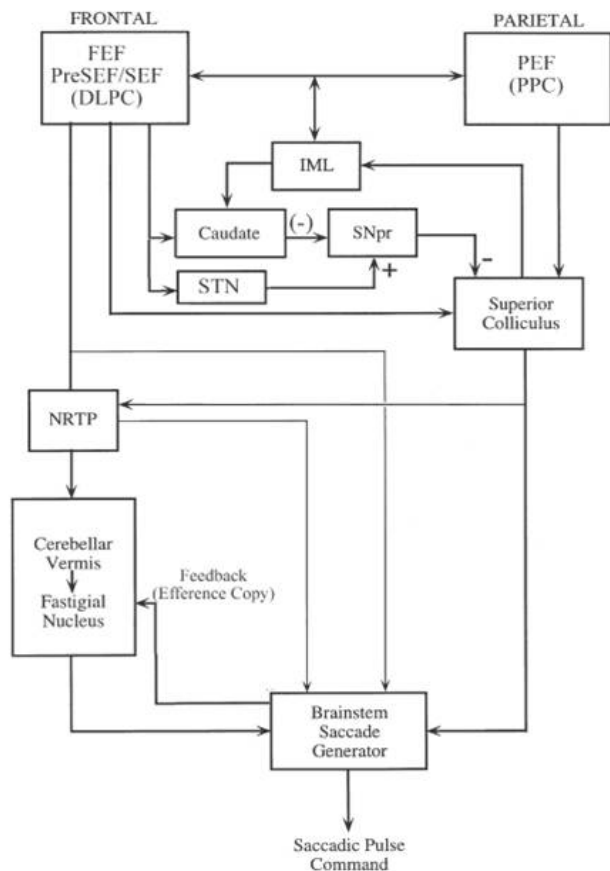 FRONTAL
PARIETAL
FEF
PreSEF/SEF
(DLPC)
PEF
(PPC)
IML
Caudate
(-)
SNpr
-
+
STN
Superior
Colliculus
NRTP
Cerebellar
Vermis
Fastigial
Nucleus
Feedback
(Efference Copy)
Brainstem
Saccade
Generator
Saccadic Pulse
Command